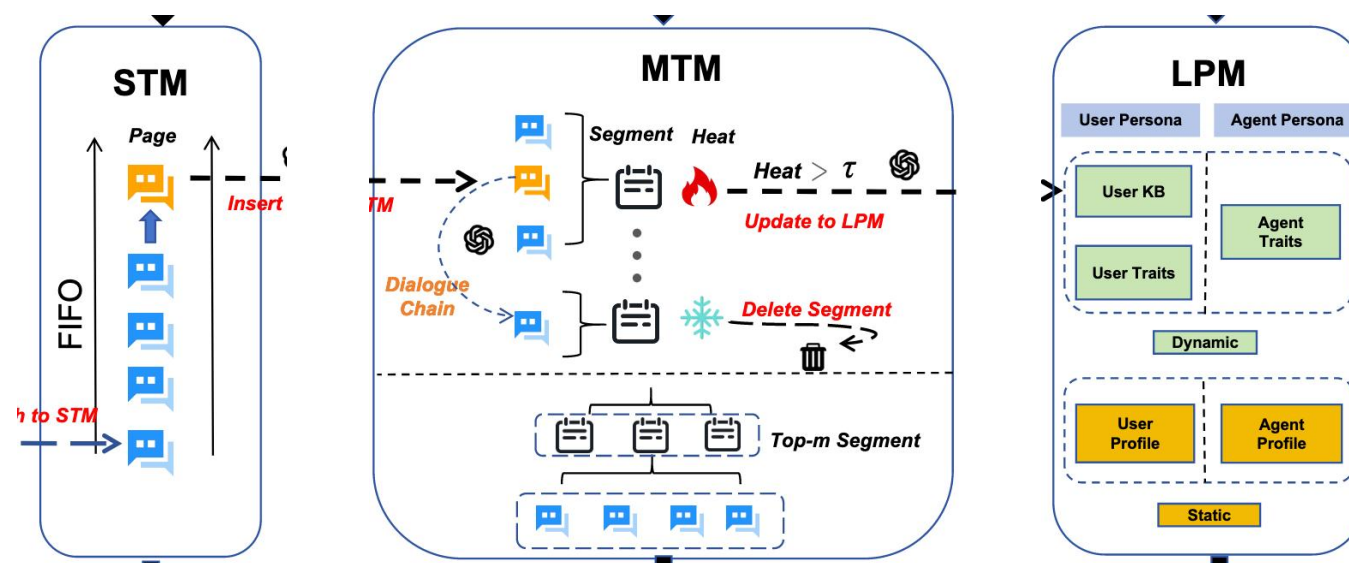 STM
Page
FIFO
Insert
h to STM
MTM
Segment
Heat
Heat > τ
TM
Update to LPM
Dialogue
Chain
Delete Segment
Top-m Segment
LPM
User Persona
Agent Persona
User KB
Agent
Traits
User Traits
Dynamic
User
Profile
Agent
Profile
Static